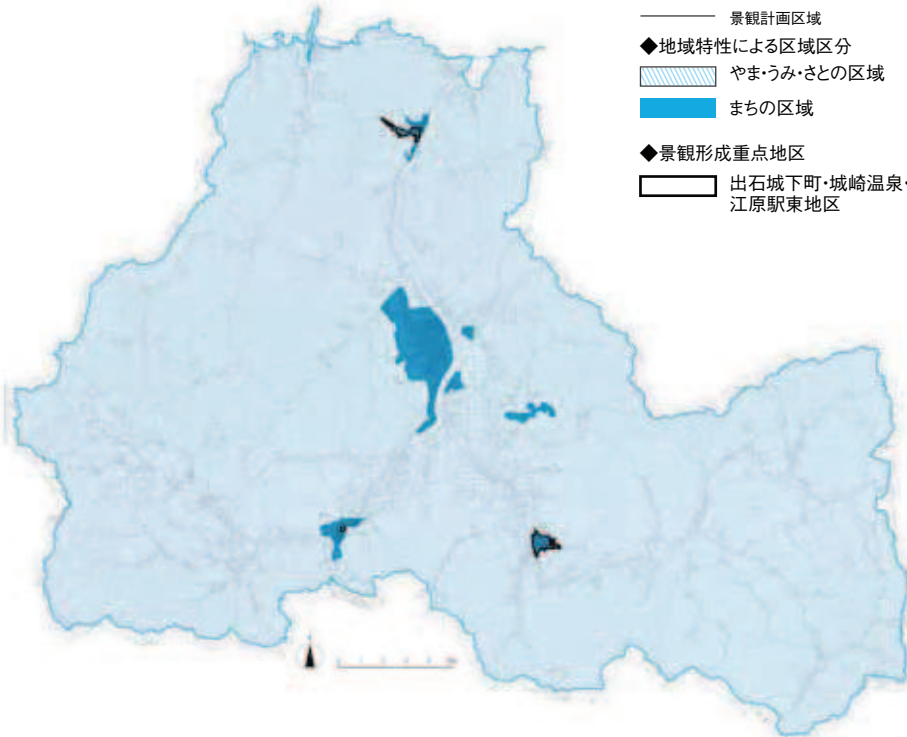 景観計画区域
◆地域特性による区域区分
やま・うみ・さとの区域
まちの区域
◆景観形成重点地区
出石城下町・城崎温泉・
江原駅東地区